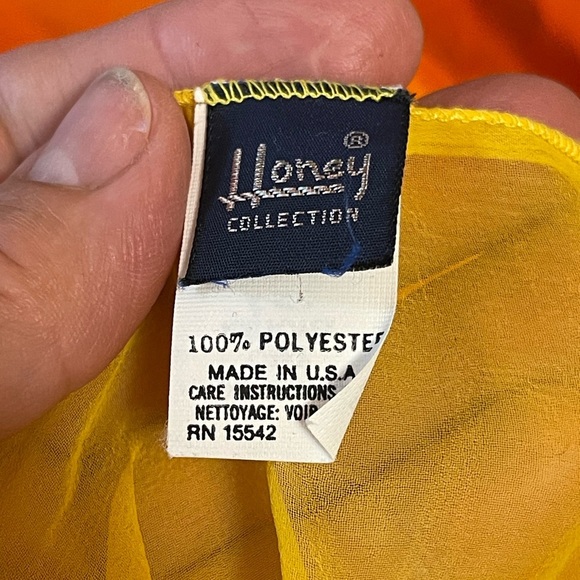 Honey®
COLLECTION
100% POLYESTER
MADE IN U.S.A
CARE INSTRUCTIONS
NETTOYAGE: VOIR
RN 15542